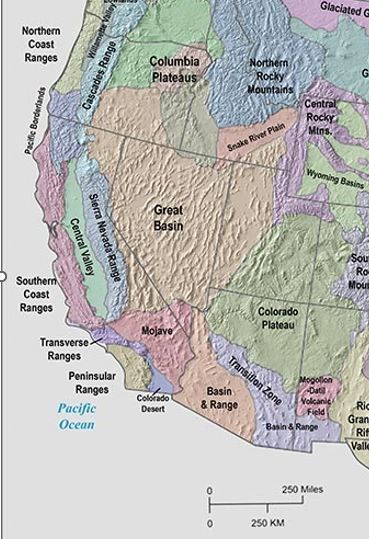 Lowlands
Glaciated
Northern
Coast
Ranges
Willamette Valley
Cascades Range
Columbia
Plateaus
Northern
Rocky
Mountains
Pacific Borderlands
Central
Rocky
Mtns.
Snake River Plain
Wyoming Basins
Sierra Nevada Range
Great
Basin
Central Valley
Southern
Coast
Ranges
Colorado
Plateau
Mojave
Transverse
Ranges
Transition Zone
Peninsular
Ranges
Colorado
Desert
Basin
& Range
Mogollon
-Datil
Volcanic
Field
Basin & Range
Pacific
Ocean
0 250 Miles
0 250 KM